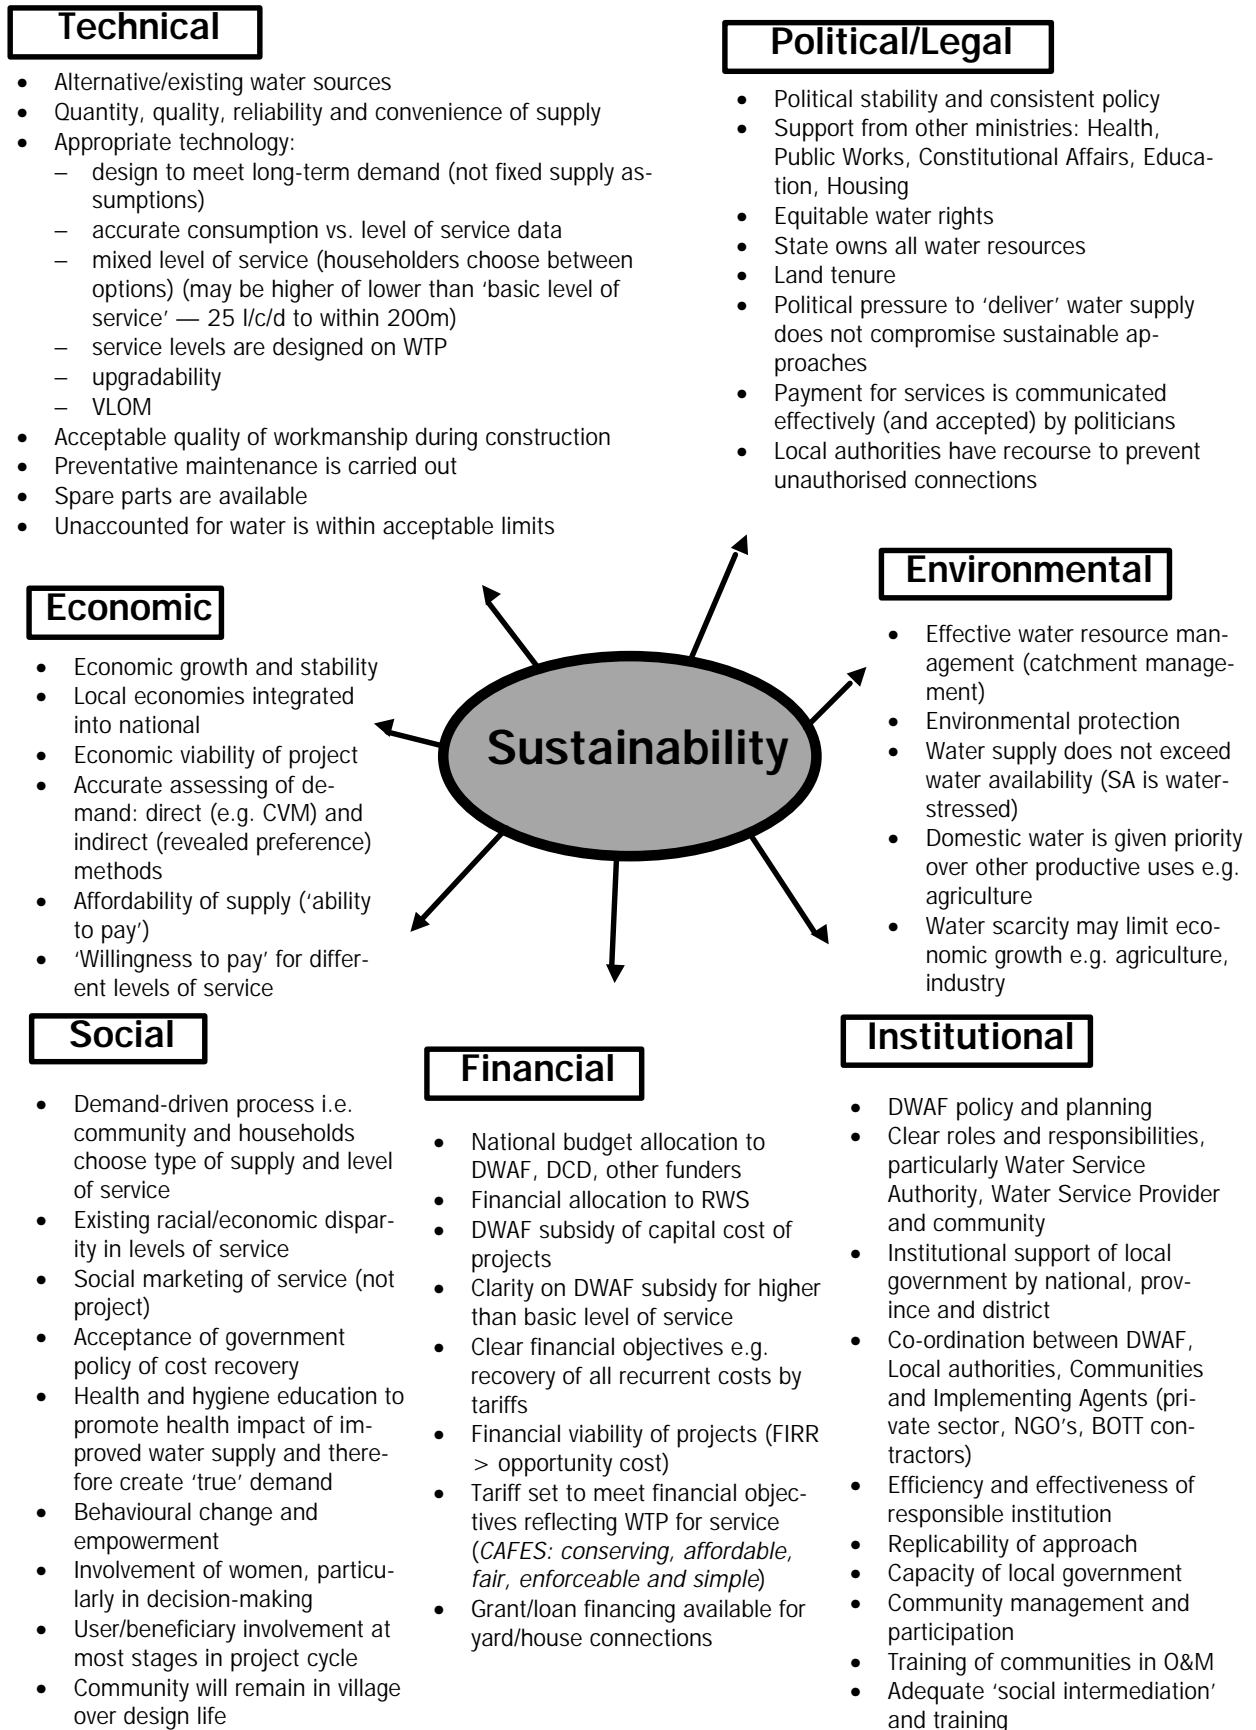 Technical
• Alternative/existing water sources
• Quantity, quality, reliability and convenience of supply
• Appropriate technology:
– design to meet long-term demand (not fixed supply as-
sumptions)
– accurate consumption vs. level of service data
– mixed level of service (householders choose between
options) (may be higher of lower than ‘basic level of
service’ — 25 l/c/d to within 200m)
– service levels are designed on WTP
– upgradability
– VLOM
• Acceptable quality of workmanship during construction
• Preventative maintenance is carried out
• Spare parts are available
• Unaccounted for water is within acceptable limits
Political/Legal
• Political stability and consistent policy
• Support from other ministries: Health,
Public Works, Constitutional Affairs, Educa-
tion, Housing
• Equitable water rights
• State owns all water resources
• Land tenure
• Political pressure to ‘deliver’ water supply
does not compromise sustainable ap-
proaches
• Payment for services is communicated
effectively (and accepted) by politicians
• Local authorities have recourse to prevent
unauthorised connections
Economic
• Economic growth and stability
• Local economies integrated
into national
• Economic viability of project
• Accurate assessing of de-
mand: direct (e.g. CVM) and
indirect (revealed preference)
methods
• Affordability of supply (‘ability
to pay’)
• ‘Willingness to pay’ for differ-
ent levels of service
Sustainability
Environmental
• Effective water resource man-
agement (catchment manage-
ment)
• Environmental protection
• Water supply does not exceed
water availability (SA is water-
stressed)
• Domestic water is given priority
over other productive uses e.g.
agriculture
• Water scarcity may limit eco-
nomic growth e.g. agriculture,
industry
Social
• Demand-driven process i.e.
community and households
choose type of supply and level
of service
• Existing racial/economic dispar-
ity in levels of service
• Social marketing of service (not
project)
• Acceptance of government
policy of cost recovery
• Health and hygiene education to
promote health impact of im-
proved water supply and there-
fore create ‘true’ demand
• Behavioural change and
empowerment
• Involvement of women, particu-
larly in decision-making
• User/beneficiary involvement at
most stages in project cycle
• Community will remain in village
over design life
Financial
• National budget allocation to
DWAF, DCD, other funders
• Financial allocation to RWS
• DWAF subsidy of capital cost of
projects
• Clarity on DWAF subsidy for higher
than basic level of service
• Clear financial objectives e.g.
recovery of all recurrent costs by
tariffs
• Financial viability of projects (FIRR
> opportunity cost)
• Tariff set to meet financial objec-
tives reflecting WTP for service
(CAFES: conserving, affordable,
fair, enforceable and simple)
• Grant/loan financing available for
yard/house connections
Institutional
• DWAF policy and planning
• Clear roles and responsibilities,
particularly Water Service
Authority, Water Service Provider
and community
• Institutional support of local
government by national, prov-
ince and district
• Co-ordination between DWAF,
Local authorities, Communities
and Implementing Agents (pri-
vate sector, NGO’s, BOTT con-
tractors)
• Efficiency and effectiveness of
responsible institution
• Replicability of approach
• Capacity of local government
• Community management and
participation
• Training of communities in O&M
• Adequate ‘social intermediation’
and training